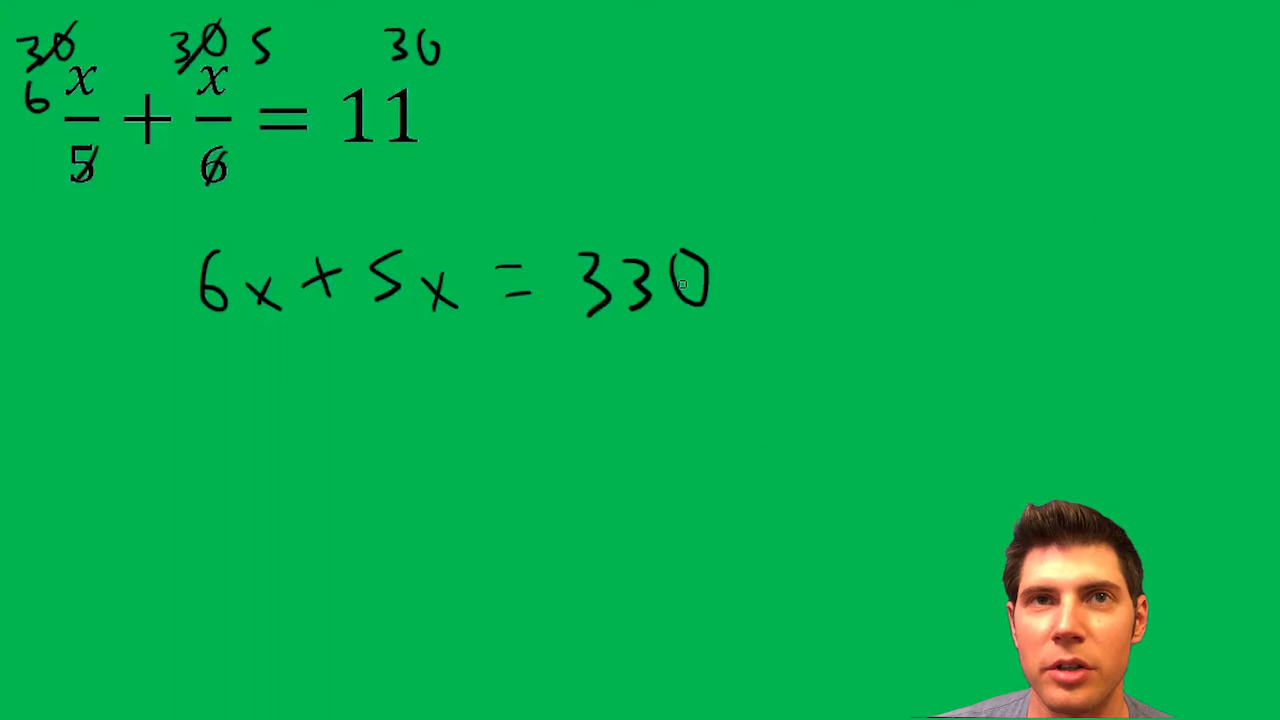 30 30 5 30
6 x/5 + x/6 = 11
6x + 5x = 330